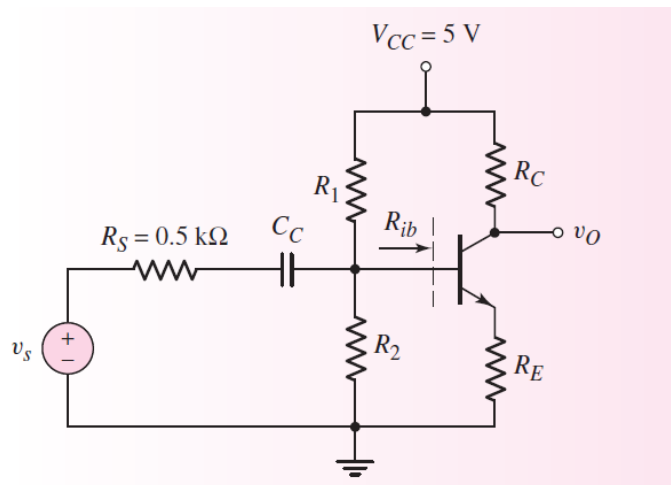 V_CC = 5 V
R_1
R_C
R_S = 0.5 kΩ
C_C
R_ib
v_O
v_s
+
−
R_2
R_E